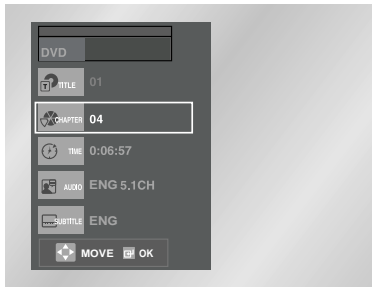 DVD
TITLE 01
CHAPTER 04
TIME 0:06:57
AUDIO ENG 5.1CH
SUBTITLE ENG
MOVE OK